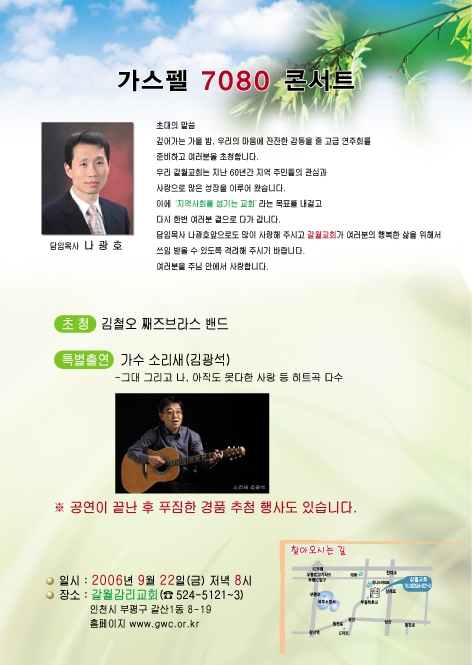 가스펠 7080 콘서트
초대의 말씀
깊어가는 가을 밤, 우리의 마음에 잔잔한 감동을 줄 고급 연주회를
준비하고 여러분을 초청합니다.
우리 갈월교회는 지난 60년간 지역 주민들의 관심과
사랑으로 많은 성장을 이루어 왔습니다.
이에 '지역사회를 섬기는 교회' 라는 목표를 내걸고
다시 한번 여러분 곁으로 다가 갑니다.
담임목사 나광호앞으로도 많이 사랑해 주시고 갈월교회가 여러분의 행복한 삶을 위해서
쓰임 받을 수 있도록 격려해 주시기 바랍니다.
여러분을 주님 안에서 사랑합니다.
담임목사 나 광 호
초 청 김철오 째즈브라스 밴드
특별출연 가수 소리새(김광석)
-그대 그리고 나, 아직도 못다한 사랑 등 히트곡 다수
소리새 김광석
※ 공연이 끝난 후 푸짐한 경품 추첨 행사도 있습니다.
찾아오시는 길
일시 : 2006년 9월 22일(금) 저녁 8시
장소 : 갈월감리교회(☎ 524-5121~3)
인천시 부평구 갈산1동 8-19
홈페이지 www.gwc.or.kr
갈월교회